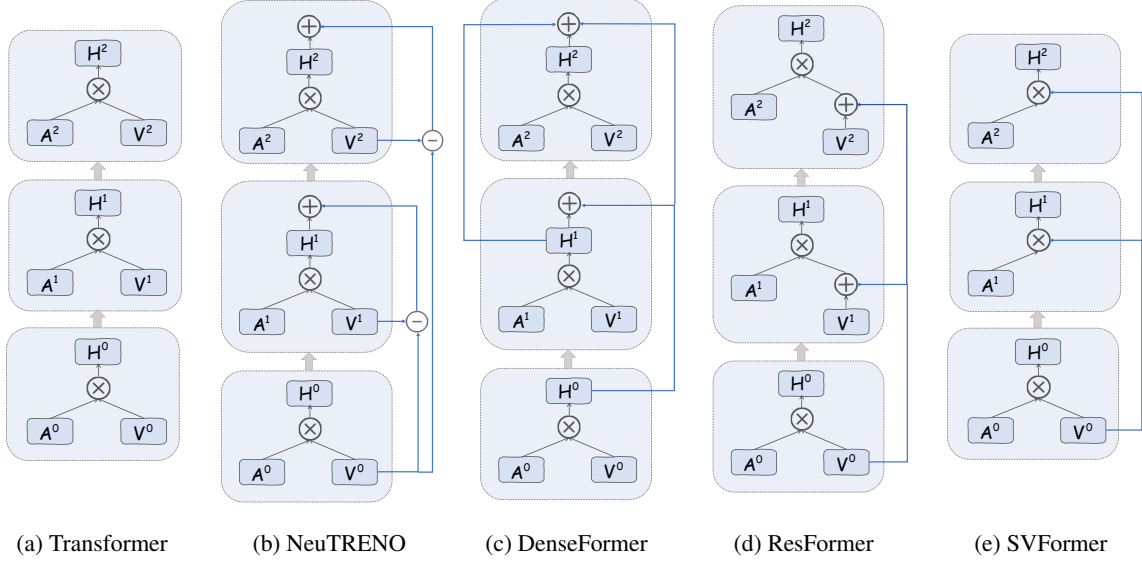 H² H² H² H² H²
A² V² A² V² A² V² A² V² A²
H¹ H¹ H¹ H¹ H¹
A¹ V¹ A¹ V¹ A¹ V¹ A¹ V¹ A¹
H⁰ H⁰ H⁰ H⁰ H⁰
A⁰ V⁰ A⁰ V⁰ A⁰ V⁰ A⁰ V⁰ A⁰ V⁰
(a) Transformer (b) NeuTRENO (c) DenseFormer (d) ResFormer (e) SVFormer